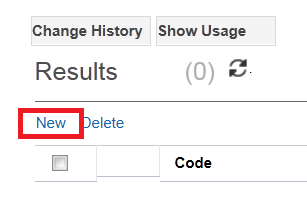 Change History Show Usage
Results (0)
New Delete
Code